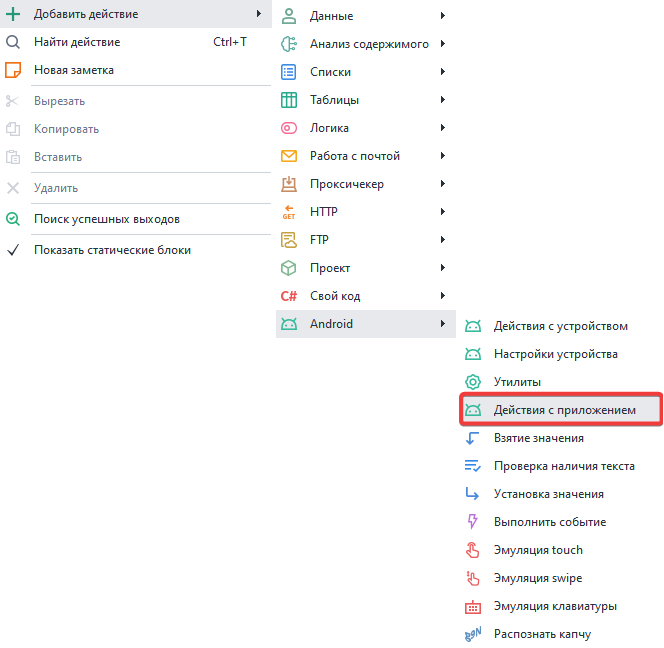 Добавить действие
Найти действие Ctrl+T
Новая заметка
Вырезать
Копировать
Вставить
Удалить
Поиск успешных выходов
Показать статические блоки
Данные
Анализ содержимого
Списки
Таблицы
Логика
Работа с почтой
Проксичекер
GET HTTP
FTP
Проект
C# Свой код
Android
Действия с устройством
Настройки устройства
Утилиты
Действия с приложением
Взятие значения
Проверка наличия текста
Установка значения
Выполнить событие
Эмуляция touch
Эмуляция swipe
Эмуляция клавиатуры
Распознать капчу